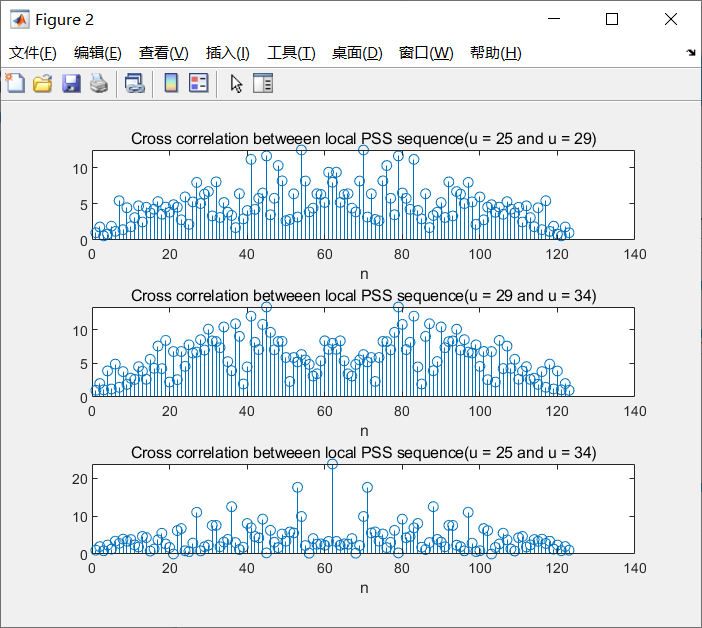 Figure 2
文件(F) 编辑(E) 查看(V) 插入(I) 工具(T) 桌面(D) 窗口(W) 帮助(H)
Cross correlation betweeen local PSS sequence(u = 25 and u = 29)
10
5
0
0 20 40 60 80 100 120 140
n
Cross correlation betweeen local PSS sequence(u = 29 and u = 34)
10
5
0
0 20 40 60 80 100 120 140
n
Cross correlation betweeen local PSS sequence(u = 25 and u = 34)
20
10
0
0 20 40 60 80 100 120 140
n